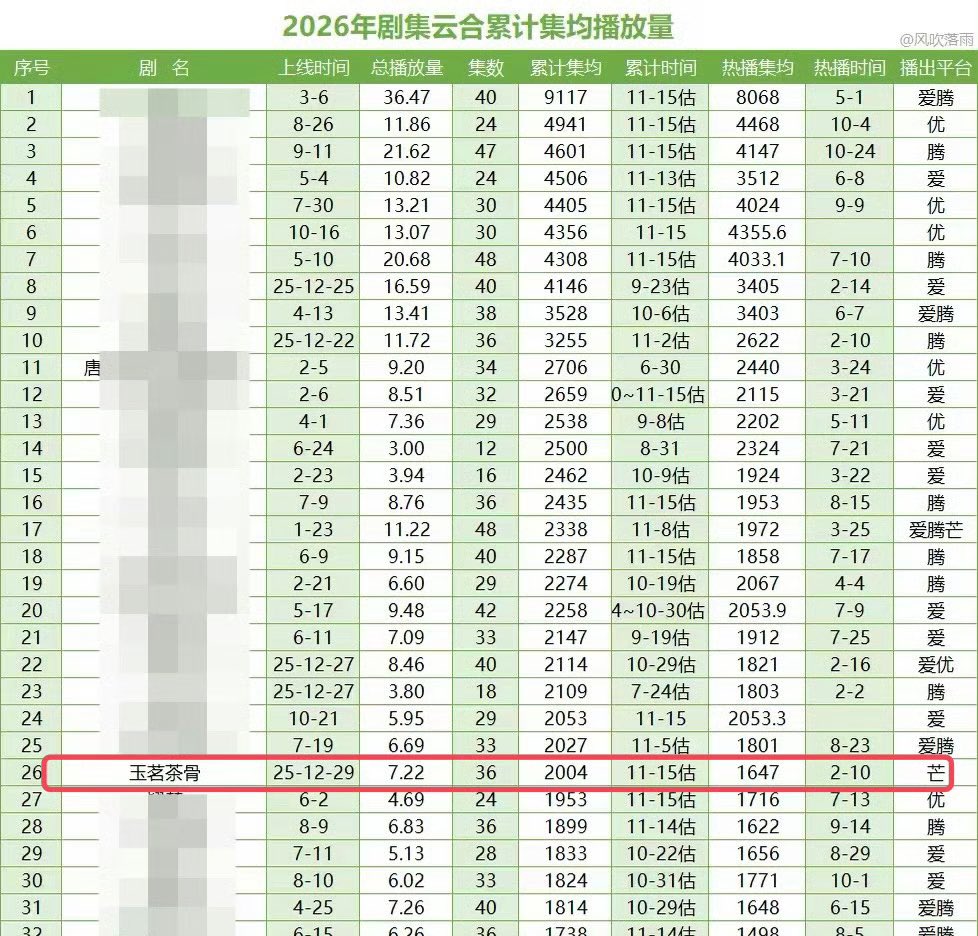 2026年剧集云合累计集均播放量
@风吹落雨
序号 剧 名 上线时间 总播放量 集数 累计集均 累计时间 热播集均 热播时间 播出平台
1 3-6 36.47 40 9117 11-15估 8068 5-1 爱腾
2 8-26 11.86 24 4941 11-15估 4468 10-4 优
3 9-11 21.62 47 4601 11-15估 4147 10-24 腾
4 5-4 10.82 24 4506 11-13估 3512 6-8 爱
5 7-30 13.21 30 4405 11-15估 4024 9-9 优
6 10-16 13.07 30 4356 11-15 4355.6 优
7 5-10 20.68 48 4308 11-15估 4033.1 7-10 腾
8 25-12-25 16.59 40 4146 9-23估 3405 2-14 爱
9 4-13 13.41 38 3528 10-6估 3403 6-7 爱腾
10 25-12-22 11.72 36 3255 11-2估 2622 2-10 腾
11 唐 2-5 9.20 34 2706 6-30 2440 3-24 优
12 2-6 8.51 32 2659 0~11-15估 2115 3-21 爱
13 4-1 7.36 29 2538 9-8估 2202 5-11 优
14 6-24 3.00 12 2500 8-31 2324 7-21 爱
15 2-23 3.94 16 2462 10-9估 1924 3-22 爱
16 7-9 8.76 36 2435 11-15估 1953 8-15 腾
17 1-23 11.22 48 2338 11-8估 1972 3-25 爱腾芒
18 6-9 9.15 40 2287 11-15估 1858 7-17 腾
19 2-21 6.60 29 2274 10-19估 2067 4-4 腾
20 5-17 9.48 42 2258 4~10-30估 2053.9 7-9 爱
21 6-11 7.09 33 2147 9-19估 1912 7-25 爱
22 25-12-27 8.46 40 2114 10-29估 1821 2-16 爱优
23 25-12-27 3.80 18 2109 7-24估 1803 2-2 腾
24 10-21 5.95 29 2053 11-15 2053.3 爱
25 7-19 6.69 33 2027 11-5估 1801 8-23 爱腾
26 玉茗茶骨 25-12-29 7.22 36 2004 11-15估 1647 2-10 芒
27 6-2 4.69 24 1953 11-15估 1716 7-13 优
28 8-9 6.83 36 1899 11-14估 1622 9-14 腾
29 7-11 5.13 28 1833 10-22估 1656 8-29 爱
30 8-10 6.02 33 1824 10-31估 1771 10-1 爱
31 4-25 7.26 40 1814 10-29估 1648 6-15 爱腾
32 6-15 6.26 36 1738 11-14估 1498 8-5 爱腾